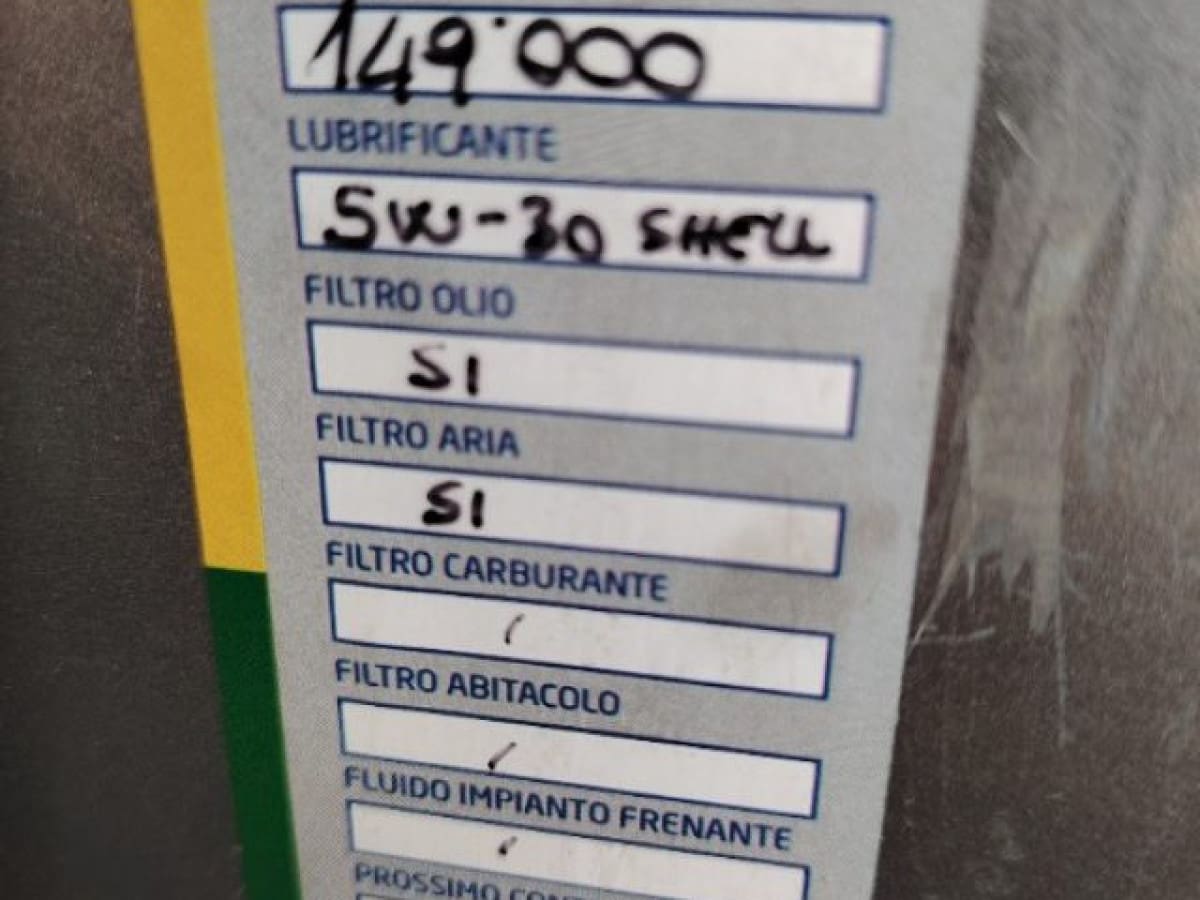 149.000
LUBRIFICANTE
5W-30 SHELL
FILTRO OLIO
SI
FILTRO ARIA
SI
FILTRO CARBURANTE
/
FILTRO ABITACOLO
/
FLUIDO IMPIANTO FRENANTE
/
PROSSIMO